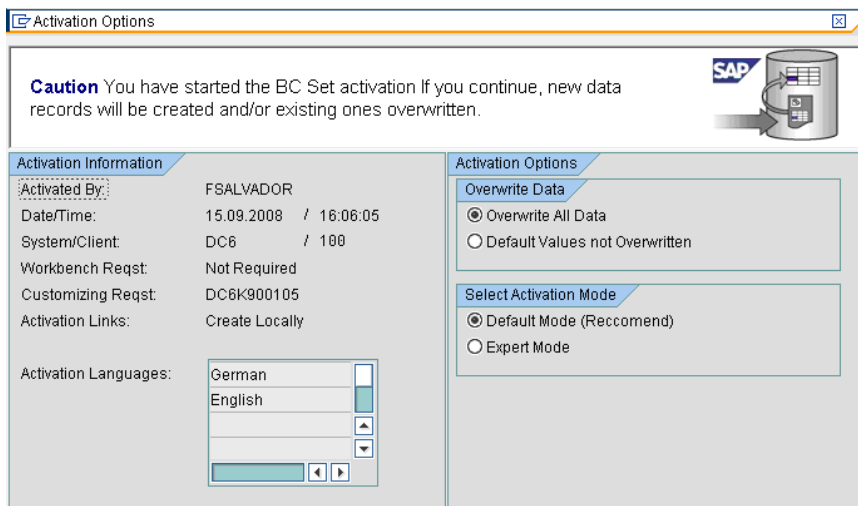 Activation Options
Caution You have started the BC Set activation If you continue, new data
records will be created and/or existing ones overwritten.
SAP
Activation Information
Activated By: FSALVADOR
Date/Time: 15.09.2008 / 16:06:05
System/Client: DC6 / 100
Workbench Reqst: Not Required
Customizing Reqst: DC6K900105
Activation Links: Create Locally
Activation Languages: German
English
Activation Options
Overwrite Data
Overwrite All Data
Default Values not Overwritten
Select Activation Mode
Default Mode (Reccomend)
Expert Mode